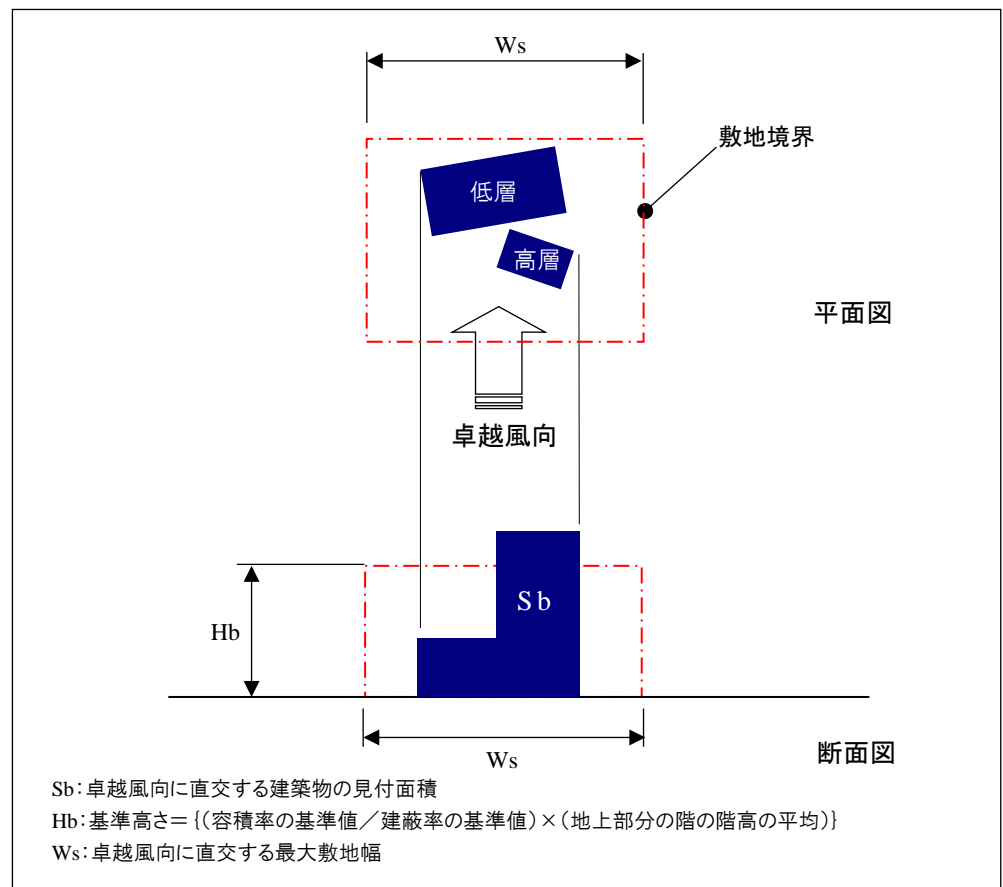 Ws
敷地境界
低層
高層
平面図
卓越風向
Sb
Hb
Ws
断面図
Sb：卓越風向に直交する建築物の見付面積
Hb：基準高さ＝｛（容積率の基準値／建蔽率の基準値）×（地上部分の階の階高の平均）｝
Ws：卓越風向に直交する最大敷地幅